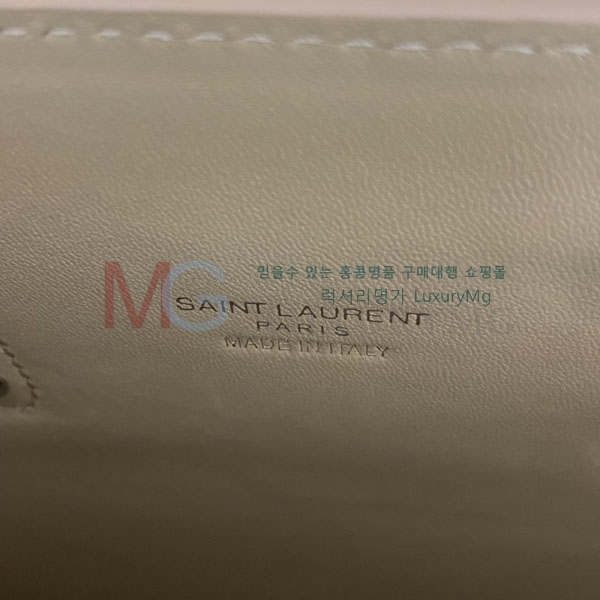 MC
믿을수 있는 홍콩명품 구매대행 쇼핑몰
럭셔리명가 LuxuryMg
SAINT LAURENT
PARIS
MADE IN ITALY